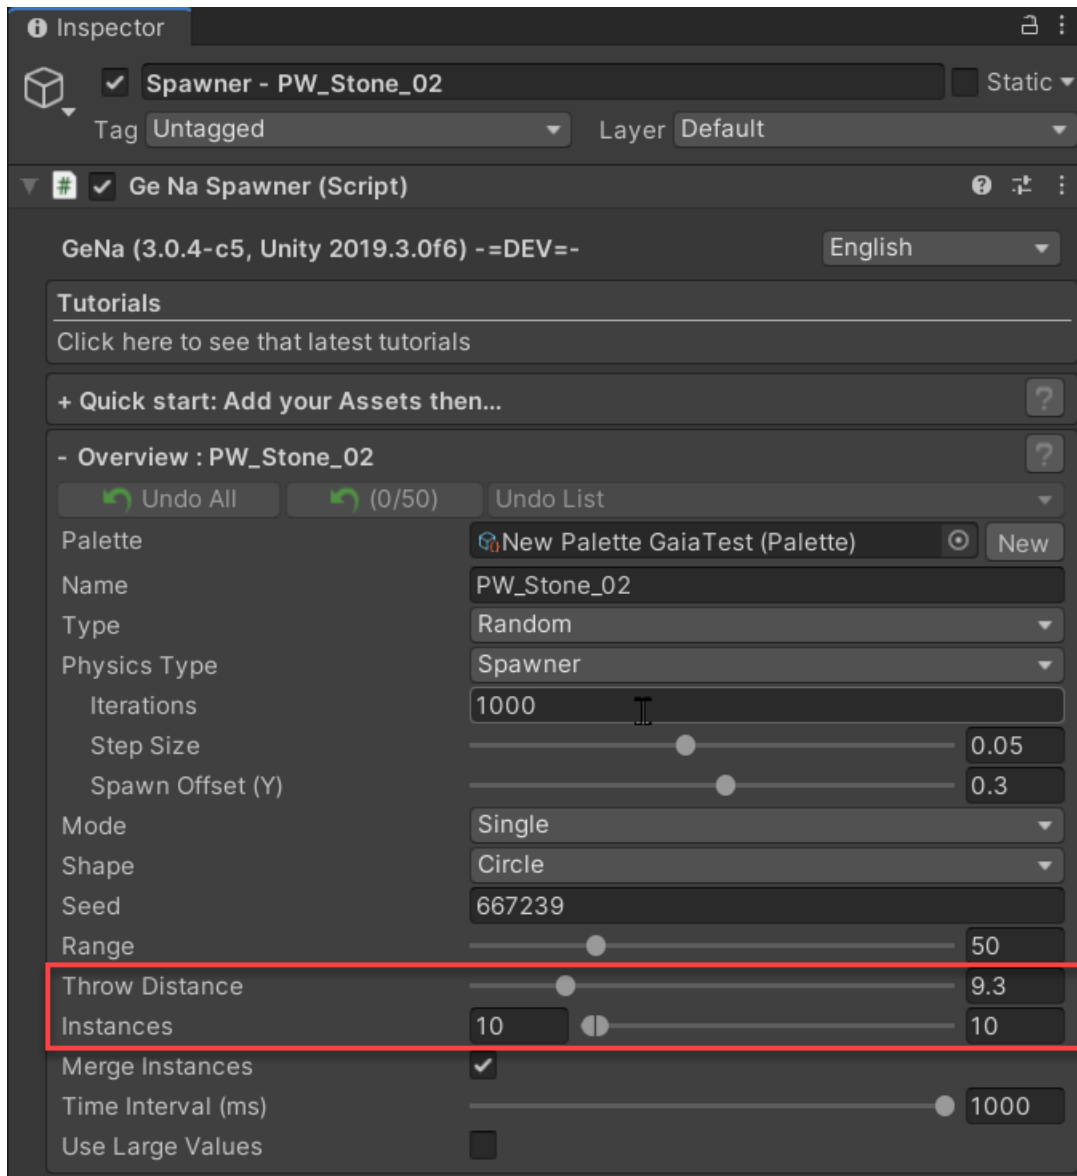 Inspector
Spawner - PW_Stone_02 Static
Tag Untagged Layer Default
# Ge Na Spawner (Script)
GeNa (3.0.4-c5, Unity 2019.3.0f6) -=DEV=- English
Tutorials
Click here to see that latest tutorials
+ Quick start: Add your Assets then... ?
- Overview : PW_Stone_02 ?
Undo All (0/50) Undo List
Palette New Palette GaiaTest (Palette) New
Name PW_Stone_02
Type Random
Physics Type Spawner
Iterations 1000
Step Size 0.05
Spawn Offset (Y) 0.3
Mode Single
Shape Circle
Seed 667239
Range 50
Throw Distance 9.3
Instances 10 10
Merge Instances
Time Interval (ms) 1000
Use Large Values